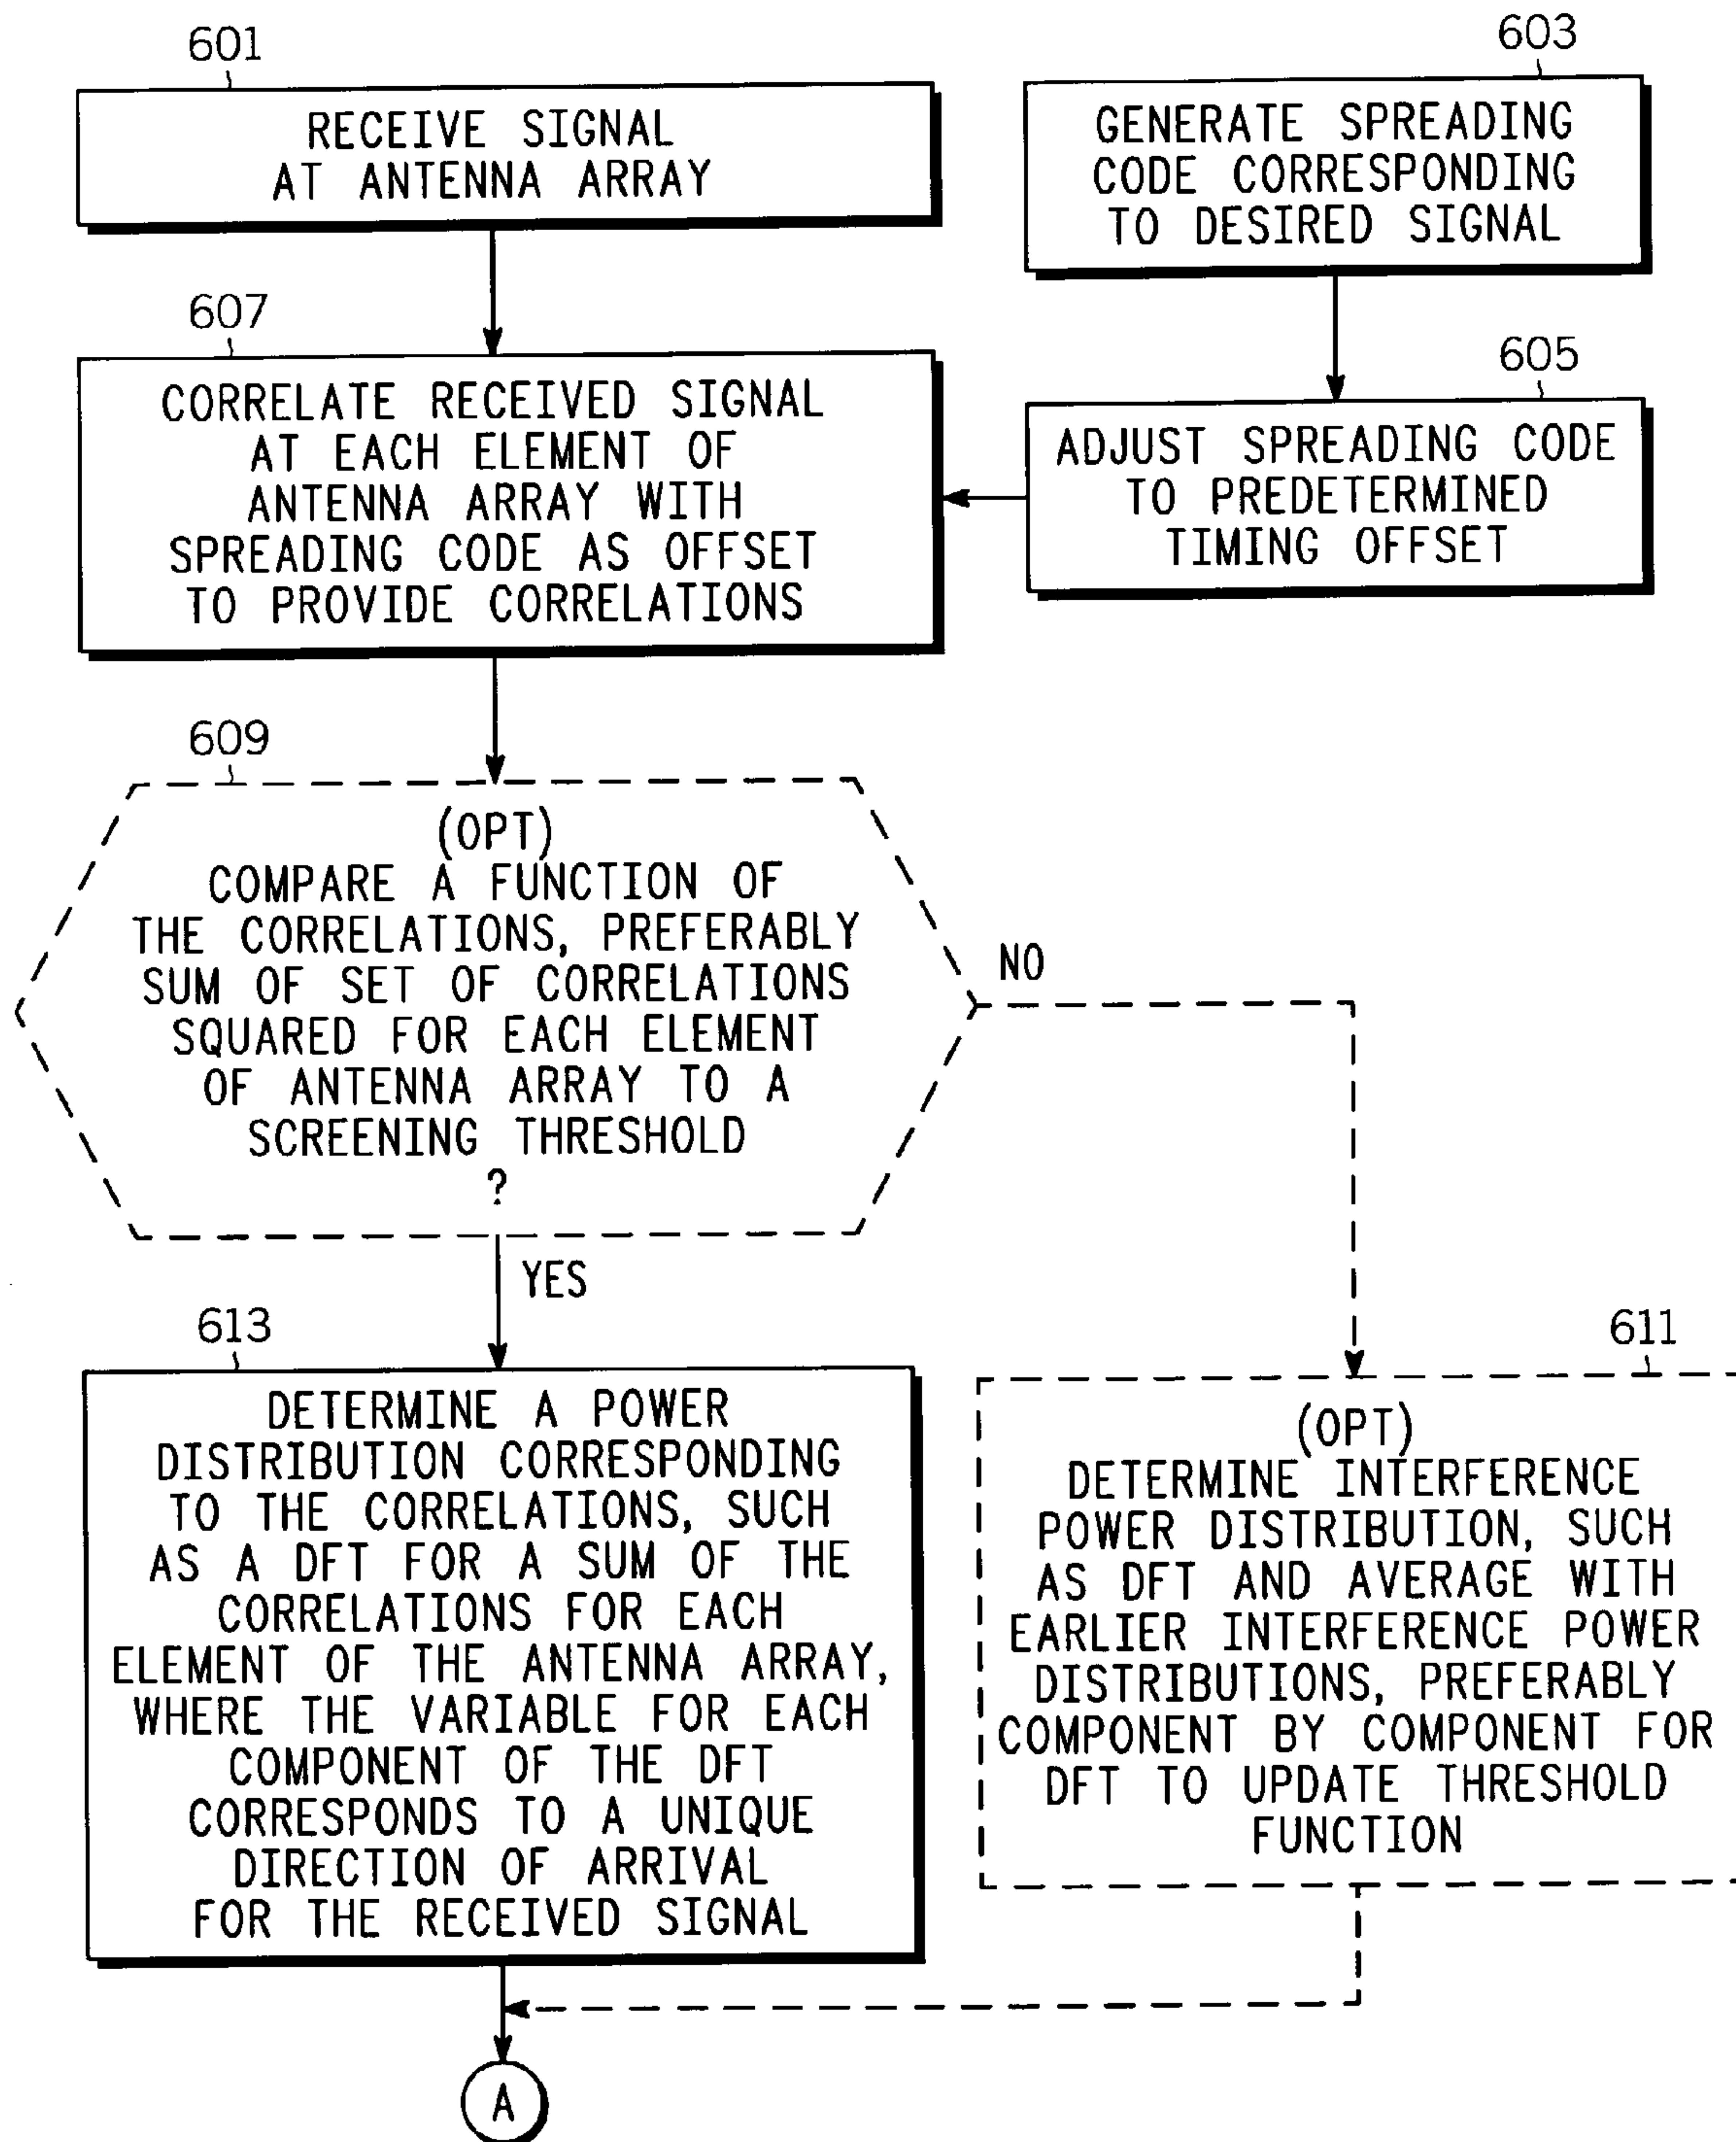 601
RECEIVE SIGNAL
AT ANTENNA ARRAY
603
GENERATE SPREADING
CODE CORRESPONDING
TO DESIRED SIGNAL
607
CORRELATE RECEIVED SIGNAL
AT EACH ELEMENT OF
ANTENNA ARRAY WITH
SPREADING CODE AS OFFSET
TO PROVIDE CORRELATIONS
605
ADJUST SPREADING CODE
TO PREDETERMINED
TIMING OFFSET
609
(OPT)
COMPARE A FUNCTION OF
THE CORRELATIONS, PREFERABLY
SUM OF SET OF CORRELATIONS
SQUARED FOR EACH ELEMENT
OF ANTENNA ARRAY TO A
SCREENING THRESHOLD
?
NO
YES
613
DETERMINE A POWER
DISTRIBUTION CORRESPONDING
TO THE CORRELATIONS, SUCH
AS A DFT FOR A SUM OF THE
CORRELATIONS FOR EACH
ELEMENT OF THE ANTENNA ARRAY,
WHERE THE VARIABLE FOR EACH
COMPONENT OF THE DFT
CORRESPONDS TO A UNIQUE
DIRECTION OF ARRIVAL
FOR THE RECEIVED SIGNAL
611
(OPT)
DETERMINE INTERFERENCE
POWER DISTRIBUTION, SUCH
AS DFT AND AVERAGE WITH
EARLIER INTERFERENCE POWER
DISTRIBUTIONS, PREFERABLY
COMPONENT BY COMPONENT FOR
DFT TO UPDATE THRESHOLD
FUNCTION
A